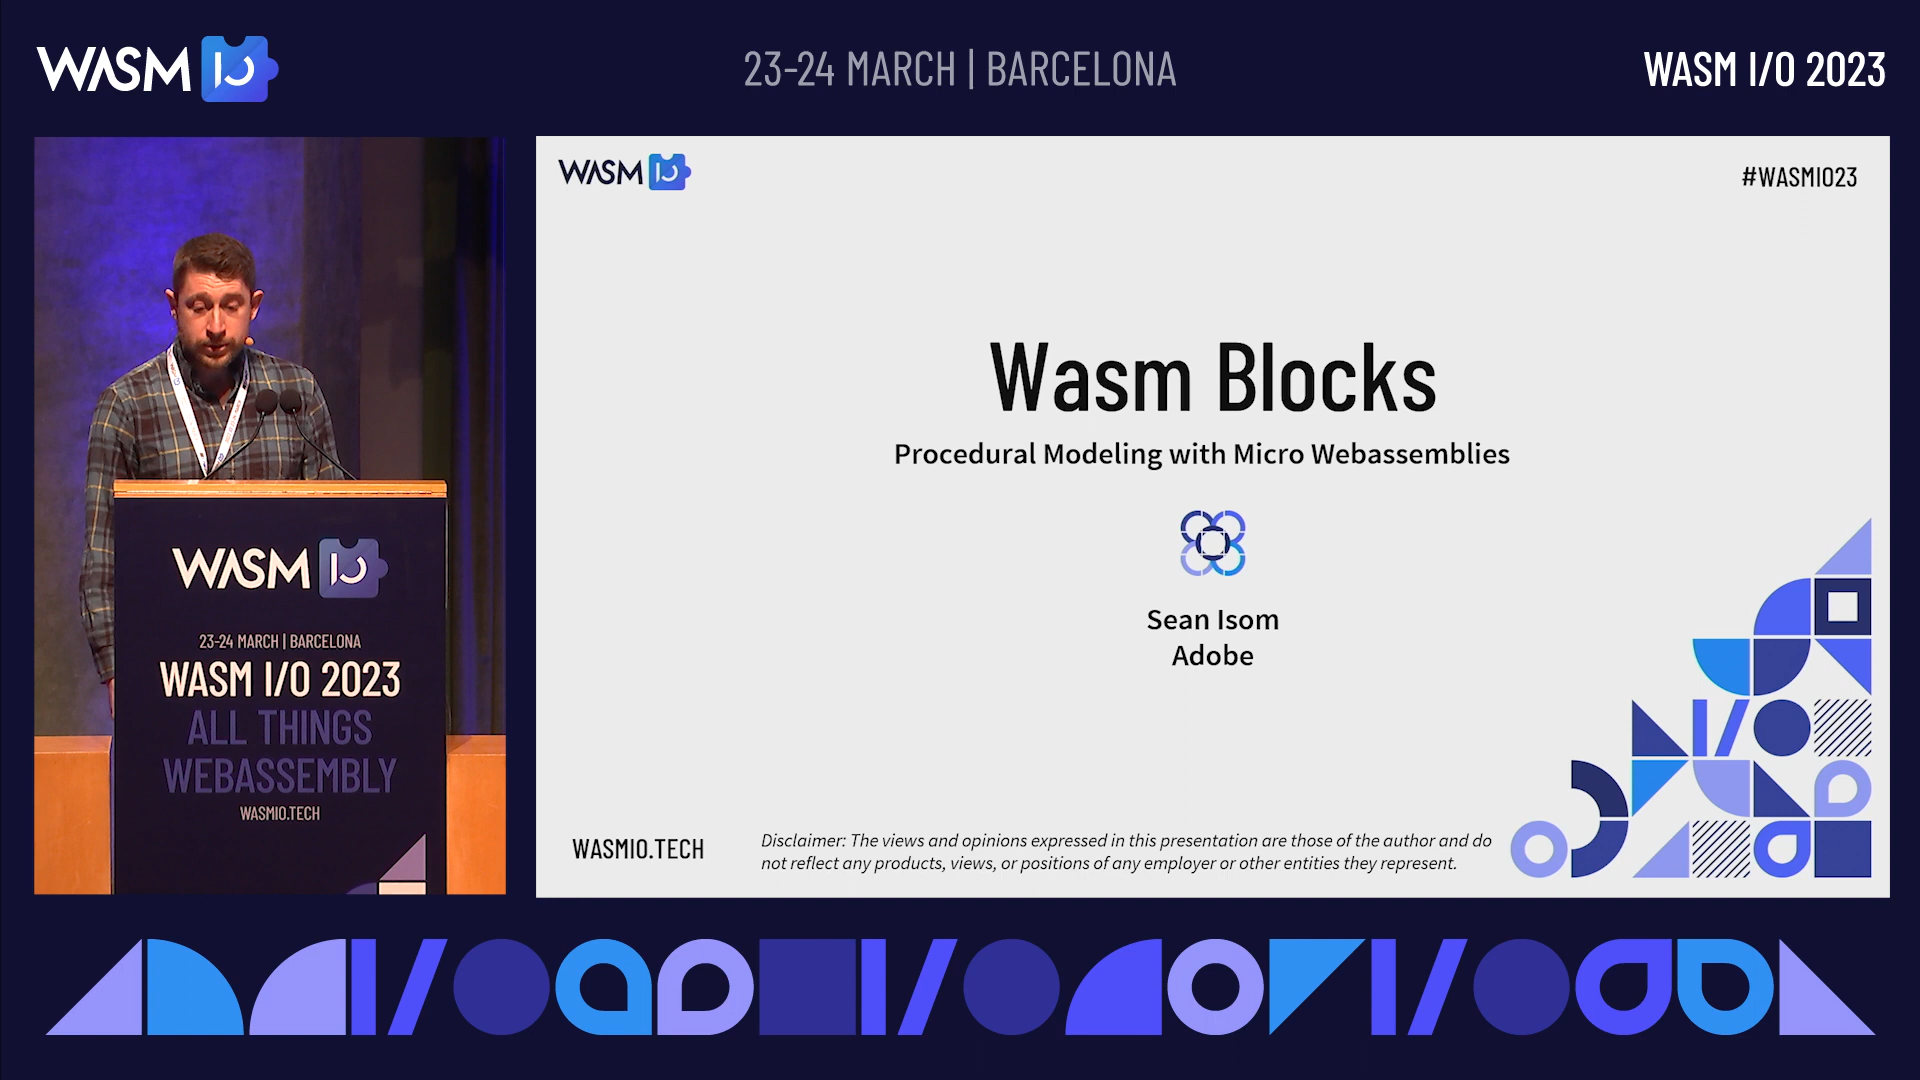 WASM IO
23-24 MARCH | BARCELONA
WASM I/O 2023
WASM IO
23-24 MARCH | BARCELONA
WASM I/O 2023
ALL THINGS
WEBASSEMBLY
WASMIO.TECH
WASM IO
#WASMIO23
Wasm Blocks
Procedural Modeling with Micro Webassemblies
Sean Isom
Adobe
I/O
WASMIO.TECH
Disclaimer: The views and opinions expressed in this presentation are those of the author and do
not reflect any products, views, or positions of any employer or other entities they represent.